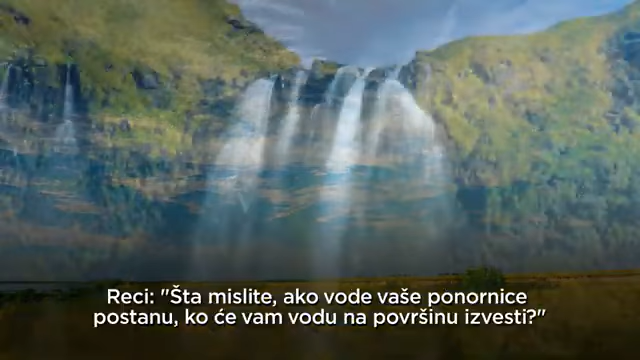 Reci: "Šta mislite, ako vode vaše ponornice
postanu, ko će vam vodu na površinu izvesti?"